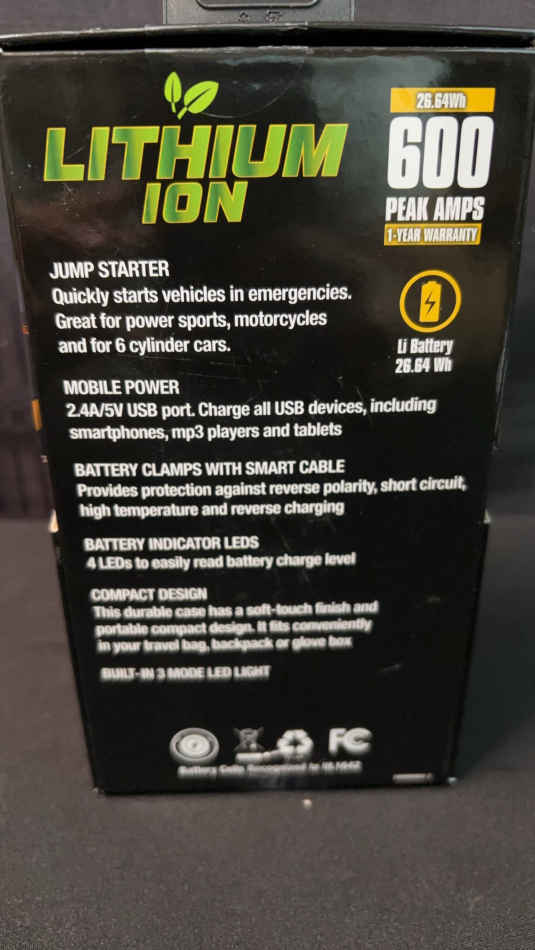 LITHIUM
ION
26.64Wh
600
PEAK AMPS
1-YEAR WARRANTY
Li Battery
26.64 Wh
JUMP STARTER
Quickly starts vehicles in emergencies.
Great for power sports, motorcycles
and for 6 cylinder cars.
MOBILE POWER
2.4A/5V USB port. Charge all USB devices, including
smartphones, mp3 players and tablets
BATTERY CLAMPS WITH SMART CABLE
Provides protection against reverse polarity, short circuit,
high temperature and reverse charging
BATTERY INDICATOR LEDS
4 LEDs to easily read battery charge level
COMPACT DESIGN
This durable case has a soft-touch finish and
portable compact design. It fits conveniently
in your travel bag, backpack or glove box
BUILT-IN 3 MODE LED LIGHT
FC
Battery Cells Recognized to UL1642